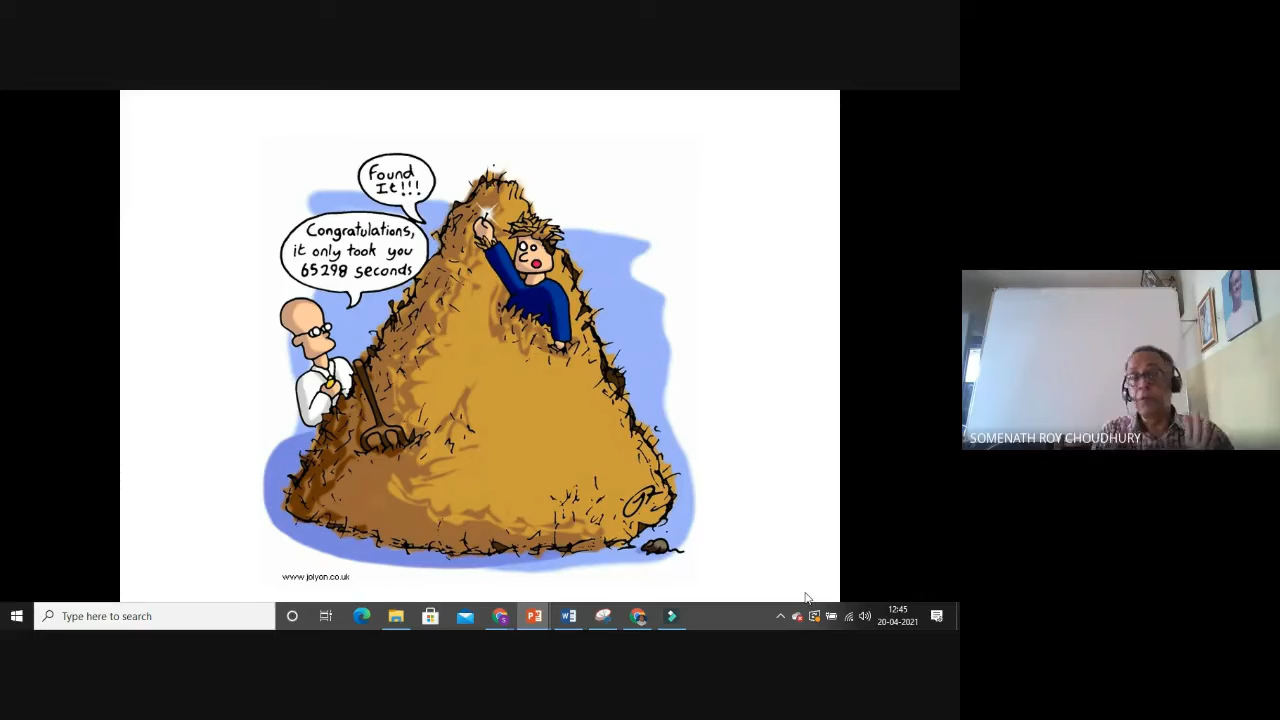 Found
It!!!
Congratulations,
it only took you
65298 seconds
www.jolyon.co.uk
SOMENATH ROY CHOUDHURY
Type here to search
12:45
20-04-2021